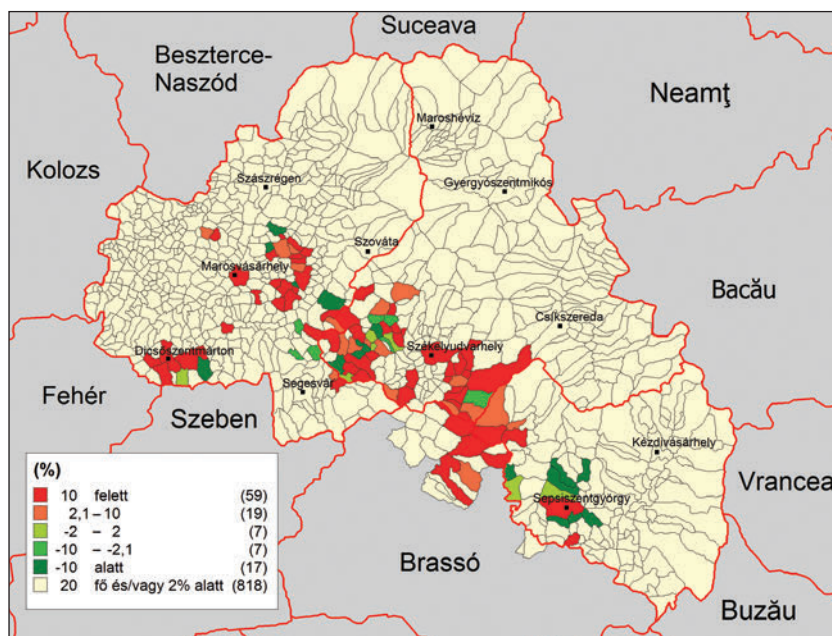 Suceava
Beszterce-
Naszód
Neamţ
Maroshévíz
Kolozs
Szászrégen
Gyergyószentmikós
Szováta
Marosvásárhely
Bacău
Csíkszereda
Dicsőszentmárton
Székelyudvarhely
Fehér
Segesvár
Szeben
Kézdivásárhely
Vrancea
Sepsiszentgyörgy
Brassó
Buzău
(%)
10 felett (59)
2,1 – 10 (19)
-2 – 2 (7)
-10 – -2,1 (7)
-10 alatt (17)
20 fő és/vagy 2% alatt (818)